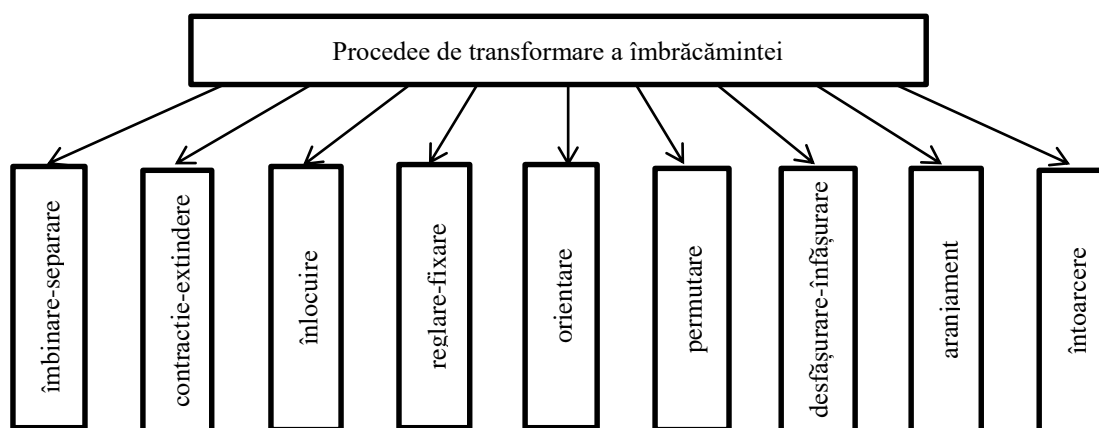 Procedee de transformare a îmbrăcămintei
îmbinare-separare
contractie-extindere
înlocuire
reglare-fixare
orientare
permutare
desfășurare-înfășurare
aranjament
întoarcere